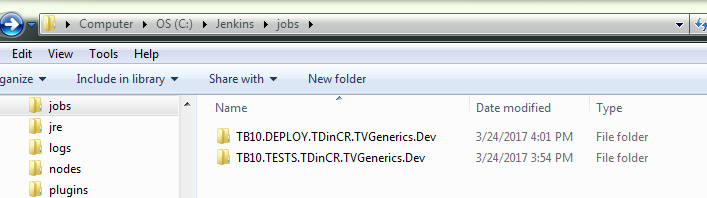 Computer ▸ OS (C:) ▸ Jenkins ▸ jobs ▸
Edit View Tools Help
rganize Include in library Share with New folder
jobs
jre
logs
nodes
plugins
Name Date modified Type
TB10.DEPLOY.TDinCR.TVGenerics.Dev 3/24/2017 4:01 PM File folder
TB10.TESTS.TDinCR.TVGenerics.Dev 3/24/2017 3:54 PM File folder